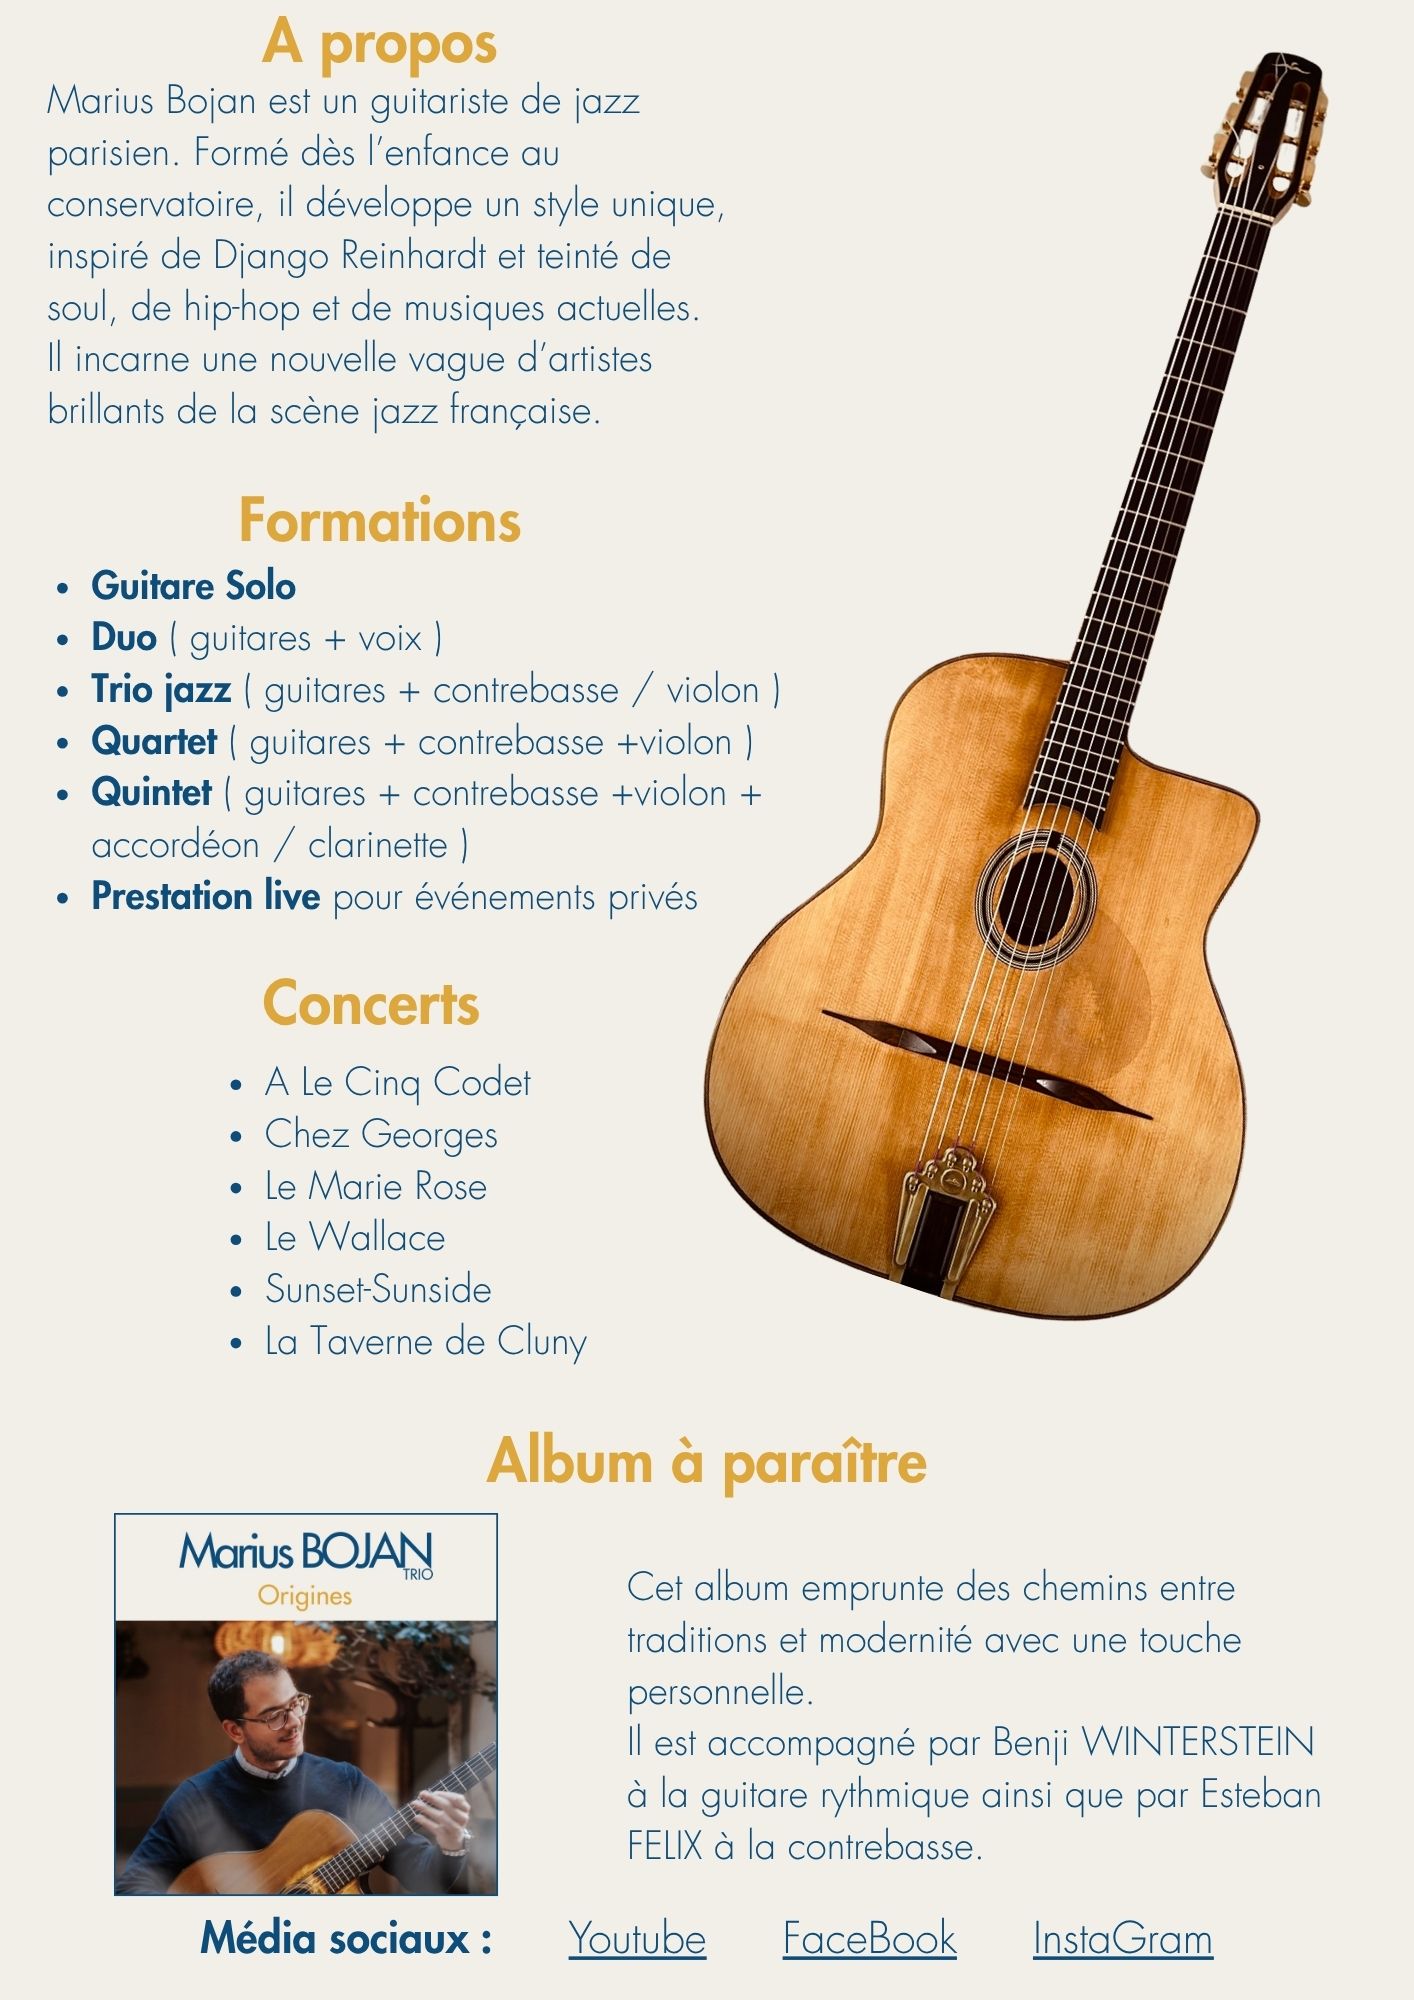 A propos
Marius Bojan est un guitariste de jazz
parisien. Formé dès l’enfance au
conservatoire, il développe un style unique,
inspiré de Django Reinhardt et teinté de
soul, de hip-hop et de musiques actuelles.
Il incarne une nouvelle vague d’artistes
brillants de la scène jazz française.
Formations
• Guitare Solo
• Duo ( guitares + voix )
• Trio jazz ( guitares + contrebasse / violon )
• Quartet ( guitares + contrebasse +violon )
• Quintet ( guitares + contrebasse +violon +
accordéon / clarinette )
• Prestation live pour événements privés
Concerts
• A Le Cinq Codet
• Chez Georges
• Le Marie Rose
• Le Wallace
• Sunset-Sunside
• La Taverne de Cluny
Album à paraître
Marius BOJAN
TRIO
Origines
Cet album emprunte des chemins entre
traditions et modernité avec une touche
personnelle.
Il est accompagné par Benji WINTERSTEIN
à la guitare rythmique ainsi que par Esteban
FELIX à la contrebasse.
Média sociaux : Youtube FaceBook InstaGram